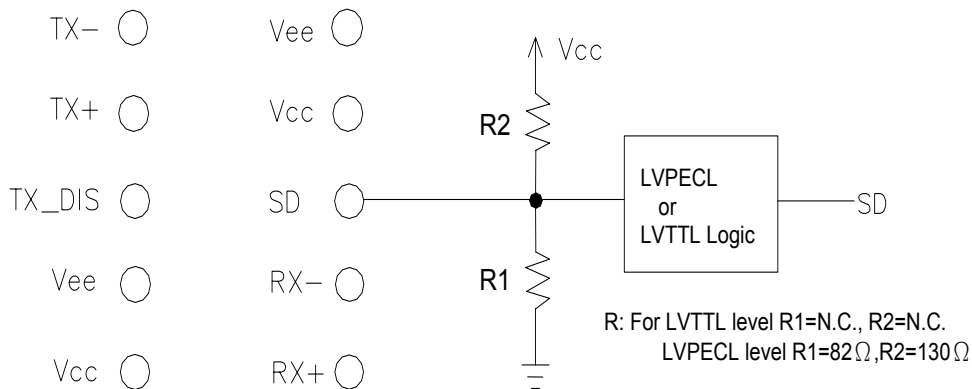 TX-
Vee
Vcc
TX+
Vcc
R2
TX_DIS
SD
LVPECL
or
LVTTL Logic
SD
Vee
RX-
R1
R: For LVTTL level R1=N.C., R2=N.C.
LVPECL level R1=82Ω,R2=130Ω
Vcc
RX+